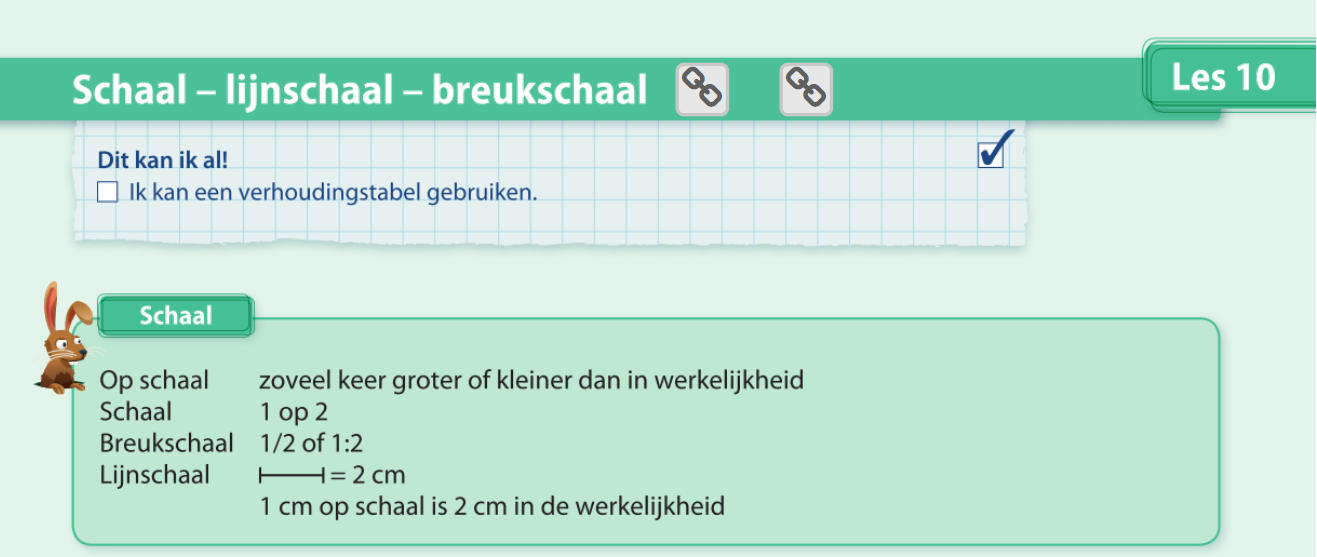 Schaal – lijnschaal – breukschaal
Les 10
Dit kan ik al!
Ik kan een verhoudingstabel gebruiken.
Schaal
Op schaal zoveel keer groter of kleiner dan in werkelijkheid
Schaal 1 op 2
Breukschaal 1/2 of 1:2
Lijnschaal = 2 cm
1 cm op schaal is 2 cm in de werkelijkheid